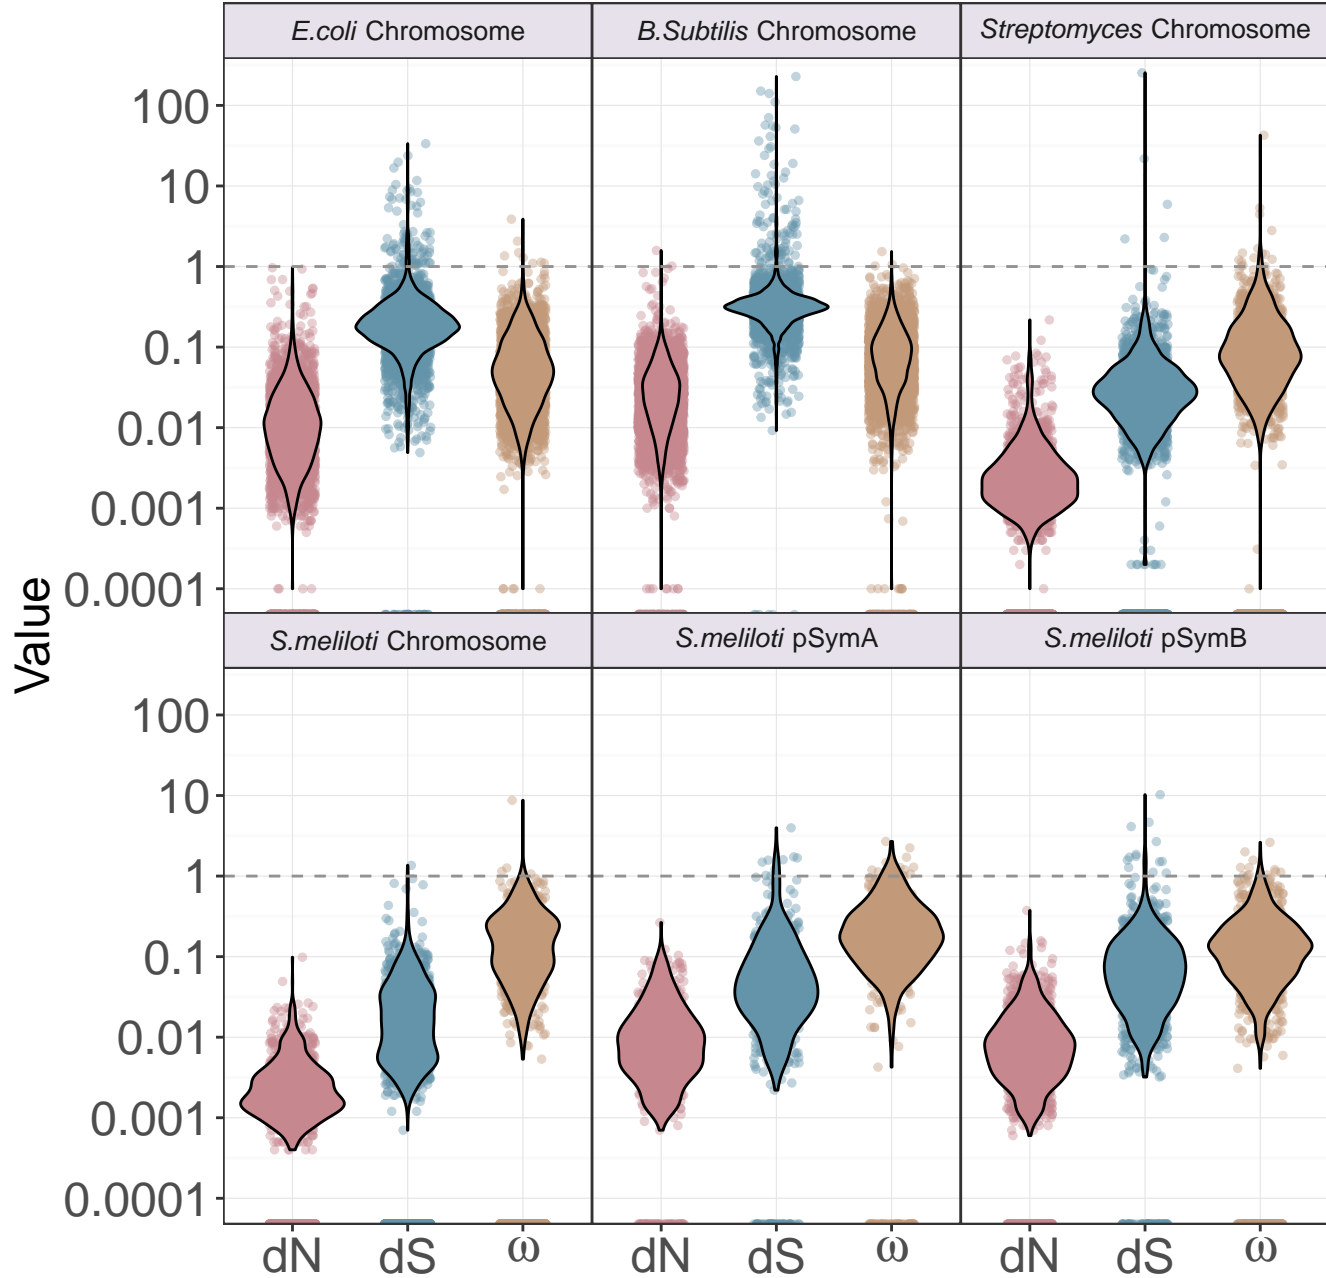 E.coli Chromosome
B.Subtilis Chromosome
Streptomyces Chromosome
100
10
1
0.1
0.01
0.001
0.0001
Value
S.meliloti Chromosome
S.meliloti pSymA
S.meliloti pSymB
100
10
1
0.1
0.01
0.001
0.0001
dN
dS
ω
dN
dS
ω
dN
dS
ω